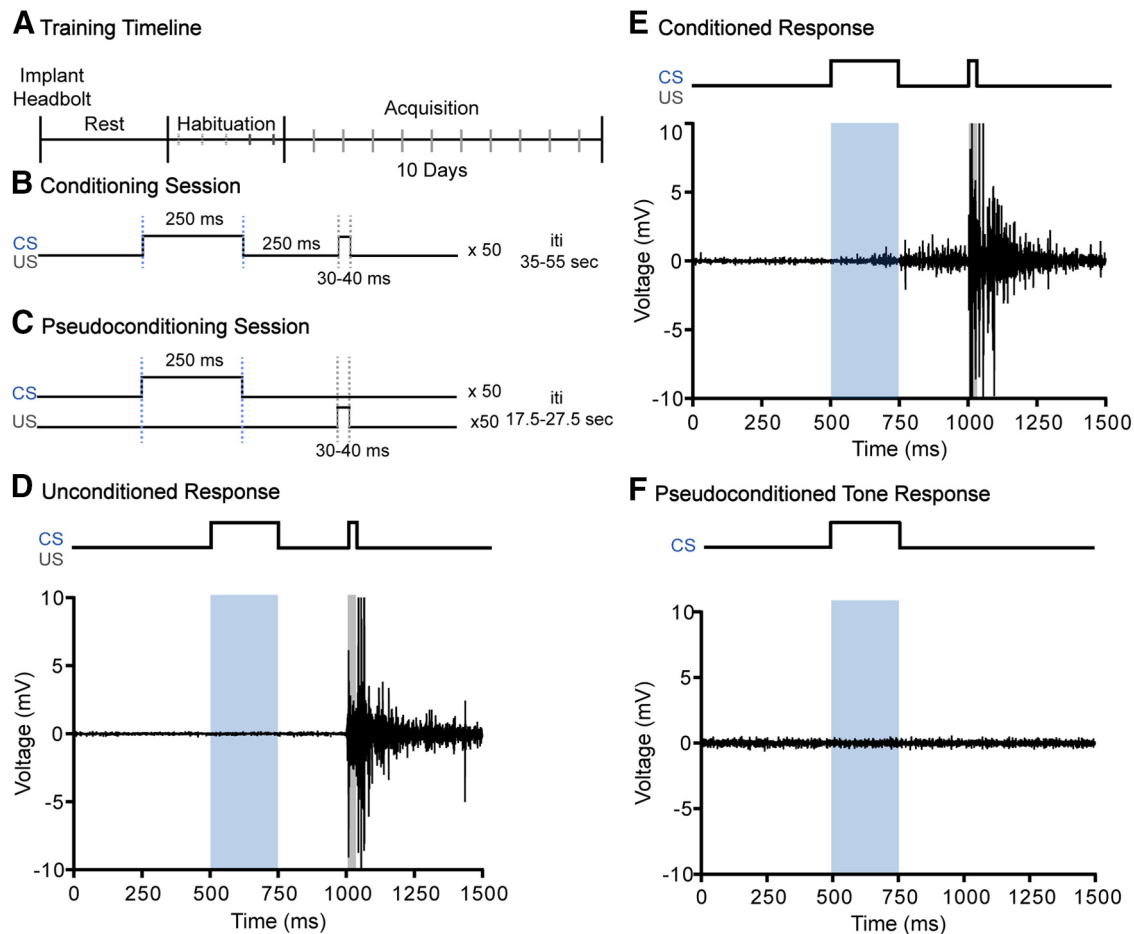 A Training Timeline
Implant
Headbolt
Rest
Habituation
Acquisition
10 Days
B Conditioning Session
250 ms
CS
US
250 ms
30-40 ms
x 50
iti
35-55 sec
C Pseudoconditioning Session
250 ms
CS
x 50
US
x50
iti
17.5-27.5 sec
30-40 ms
D Unconditioned Response
CS
US
10
5
0
-5
-10
Voltage (mV)
0 250 500 750 1000 1250 1500
Time (ms)
E Conditioned Response
CS
US
10
5
0
-5
-10
Voltage (mV)
0 250 500 750 1000 1250 1500
Time (ms)
F Pseudoconditioned Tone Response
CS
10
5
0
-5
-10
Voltage (mV)
0 250 500 750 1000 1250 1500
Time (ms)